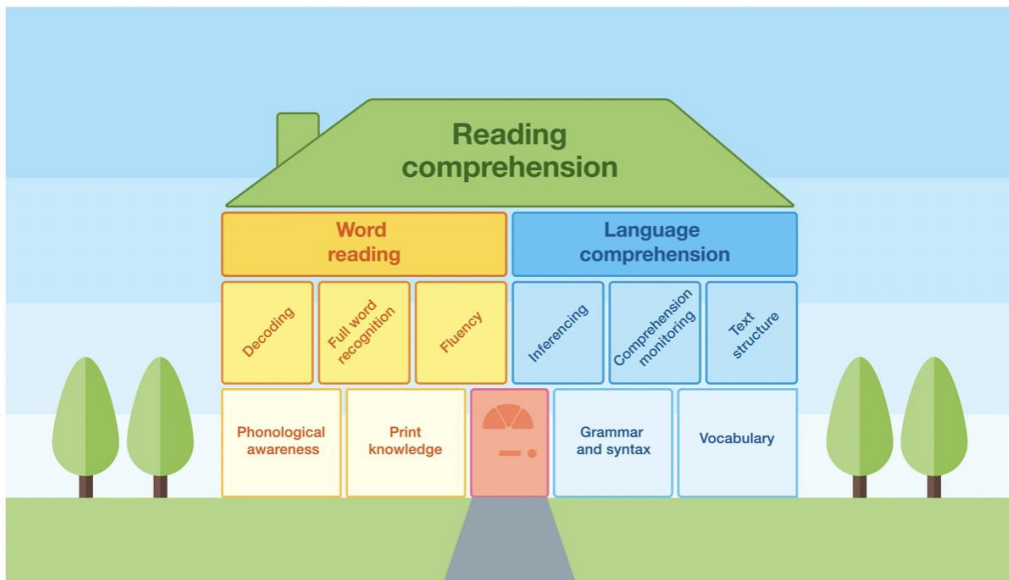 Reading
comprehension
Word
reading
Language
comprehension
Decoding
Full word
recognition
Fluency
Inferencing
Comprehension
monitoring
Text
structure
Phonological
awareness
Print
knowledge
Grammar
and syntax
Vocabulary